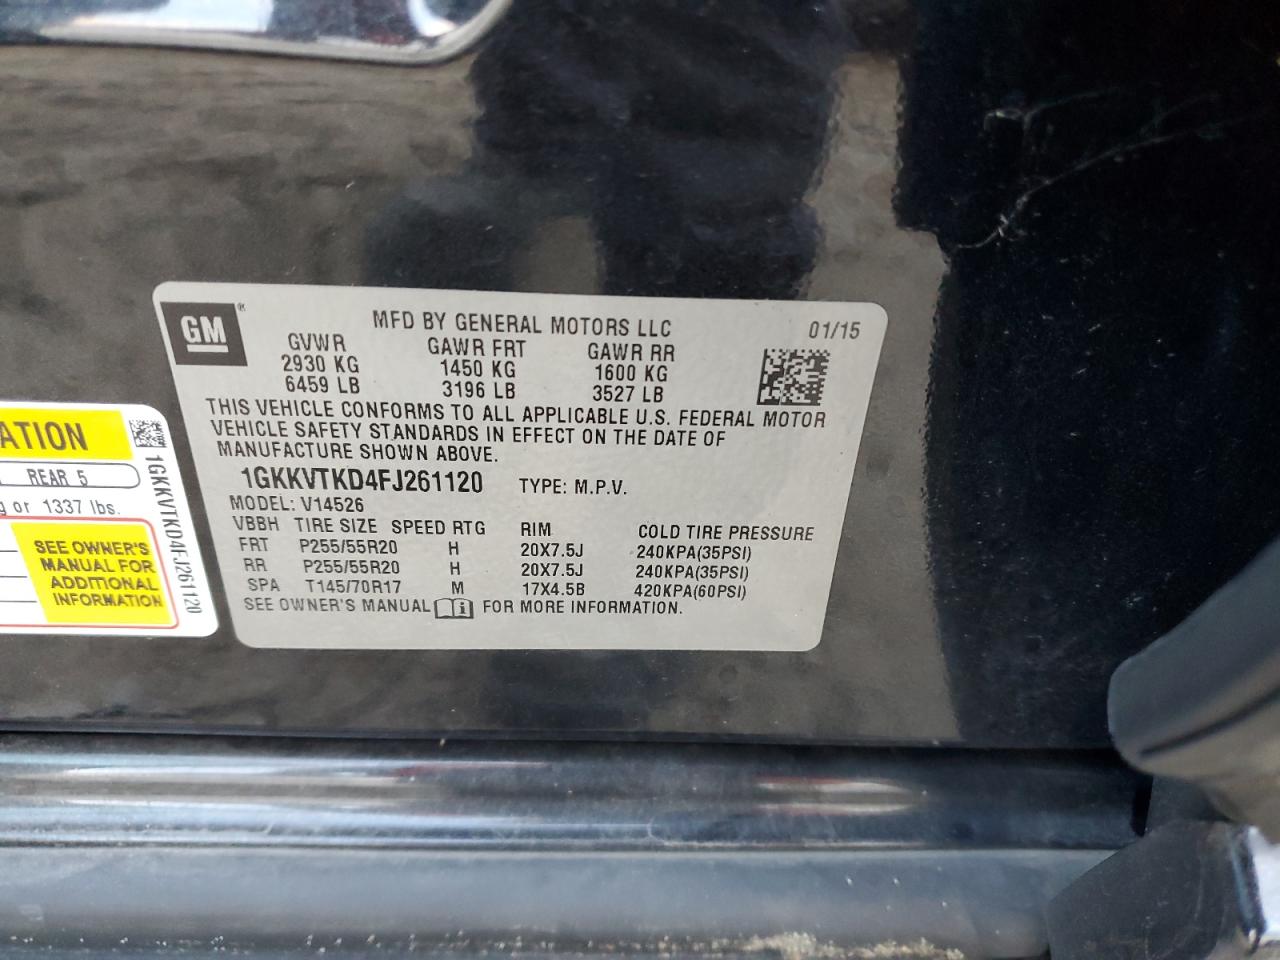 GM ®
MFD BY GENERAL MOTORS LLC 01/15
GVWR GAWR FRT GAWR RR
2930 KG 1450 KG 1600 KG
6459 LB 3196 LB 3527 LB
THIS VEHICLE CONFORMS TO ALL APPLICABLE U.S. FEDERAL MOTOR
VEHICLE SAFETY STANDARDS IN EFFECT ON THE DATE OF
MANUFACTURE SHOWN ABOVE.
1GKKVTKD4FJ261120 TYPE: M.P.V.
MODEL: V14526
VBBH TIRE SIZE SPEED RTG RIM COLD TIRE PRESSURE
FRT P255/55R20 H 20X7.5J 240KPA(35PSI)
RR P255/55R20 H 20X7.5J 240KPA(35PSI)
SPA T145/70R17 M 17X4.5B 420KPA(60PSI)
SEE OWNER'S MANUAL FOR MORE INFORMATION.
ATION
REAR 5
g or 1337 lbs.
SEE OWNER'S
MANUAL FOR
ADDITIONAL
INFORMATION
1GKKVTKD4FJ261120